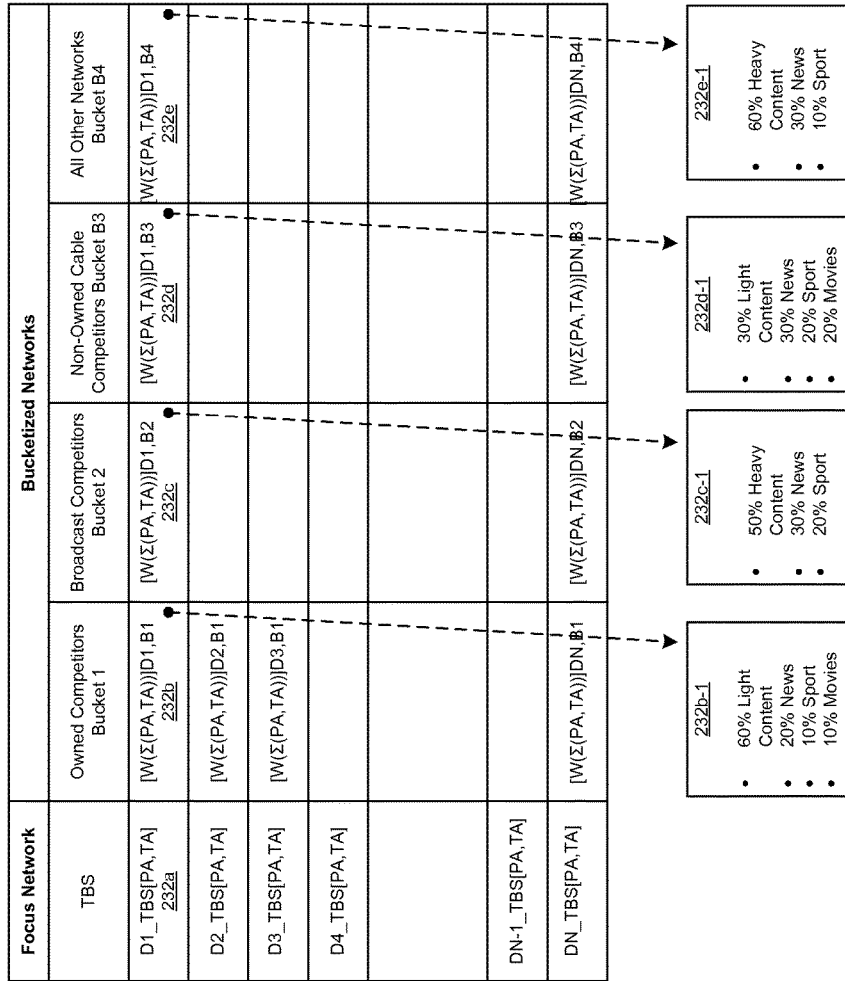 Focus Network
Bucketized Networks
TBS
Owned Competitors
Bucket 1
Broadcast Competitors
Bucket 2
Non-Owned Cable
Competitors Bucket B3
All Other Networks
Bucket B4
D1_TBS[PA,TA]
232a
[W(Σ(PA,TA))]D1,B1
232b
[W(Σ(PA,TA))]D1,B2
232c
[W(Σ(PA,TA))]D1,B3
232d
[W(Σ(PA,TA))]D1,B4
232e
D2_TBS[PA,TA]
[W(Σ(PA,TA))]D2,B1
D3_TBS[PA,TA]
[W(Σ(PA,TA))]D3,B1
D4_TBS[PA,TA]
DN-1_TBS[PA,TA]
DN_TBS[PA,TA]
[W(Σ(PA,TA))]DN,B1
[W(Σ(PA,TA))]DN,B2
[W(Σ(PA,TA))]DN,B3
[W(Σ(PA,TA))]DN,B4
232b-1
• 60% Light
Content
• 20% News
• 10% Sport
• 10% Movies
232c-1
• 50% Heavy
Content
• 30% News
• 20% Sport
232d-1
• 30% Light
Content
• 30% News
• 20% Sport
• 20% Movies
232e-1
• 60% Heavy
Content
• 30% News
• 10% Sport